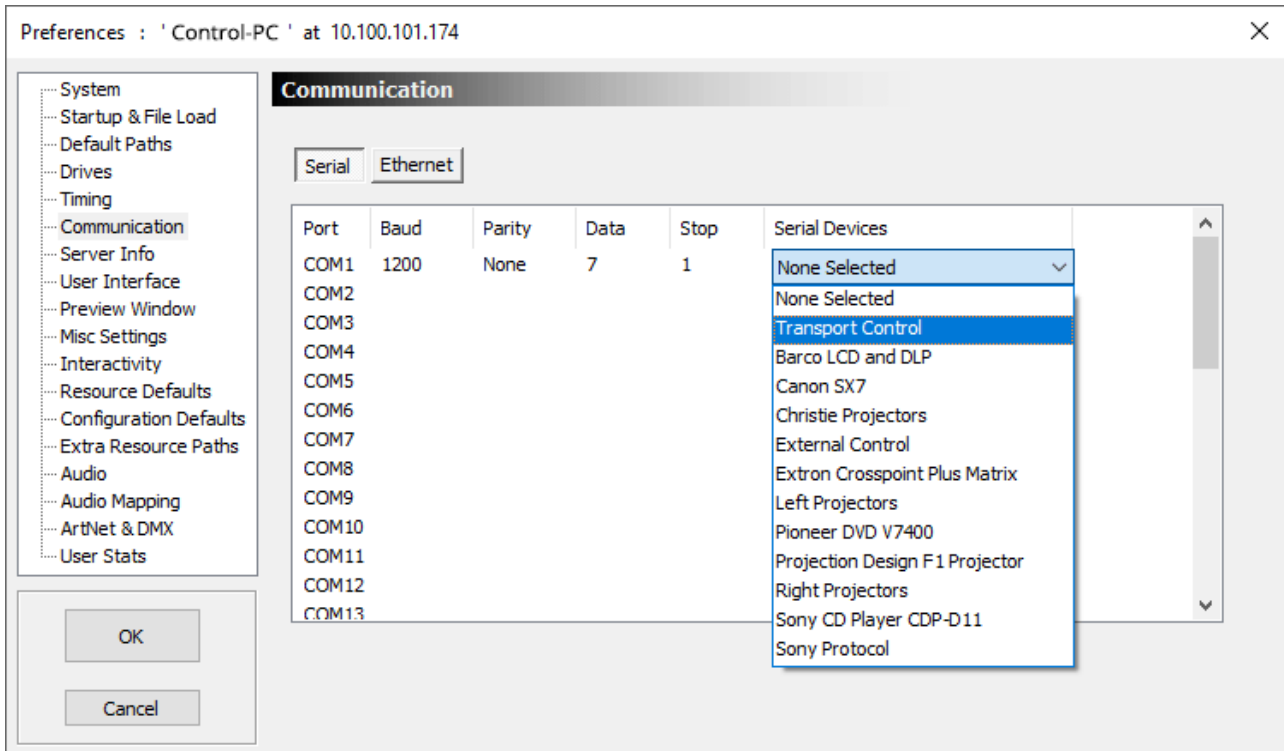 Preferences : ' Control-PC ' at 10.100.101.174
System
Startup & File Load
Default Paths
Drives
Timing
Communication
Server Info
User Interface
Preview Window
Misc Settings
Interactivity
Resource Defaults
Configuration Defaults
Extra Resource Paths
Audio
Audio Mapping
ArtNet & DMX
User Stats
OK
Cancel
Communication
Serial Ethernet
Port Baud Parity Data Stop Serial Devices
COM1 1200 None 7 1 None Selected
COM2
COM3
COM4
COM5
COM6
COM7
COM8
COM9
COM10
COM11
COM12
COM13
None Selected
Transport Control
Barco LCD and DLP
Canon SX7
Christie Projectors
External Control
Extron Crosspoint Plus Matrix
Left Projectors
Pioneer DVD V7400
Projection Design F1 Projector
Right Projectors
Sony CD Player CDP-D11
Sony Protocol